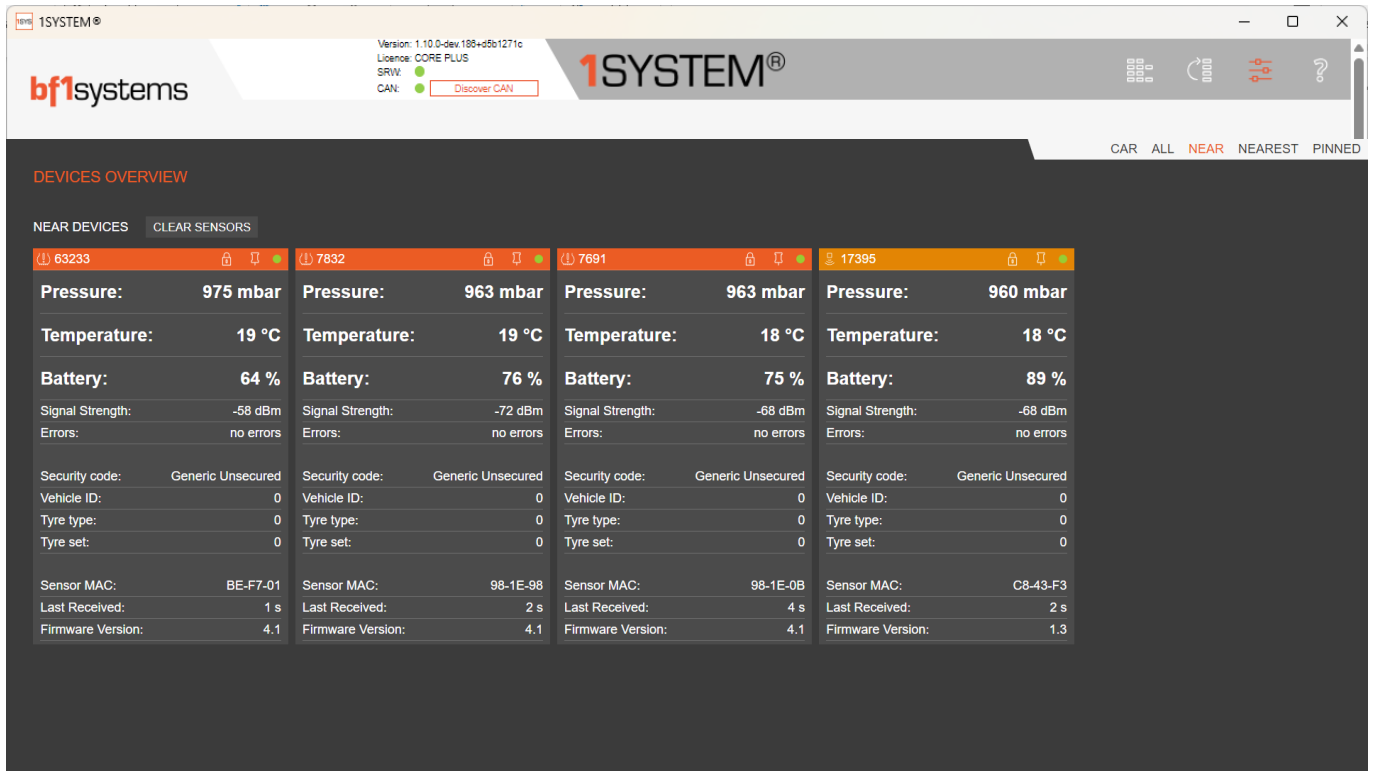 1SYS 1SYSTEM®
Version: 1.10.0-dev.186+d5b1271c
Licence: CORE PLUS
SRW:
CAN: Discover CAN
bf1systems
1SYSTEM®
CAR ALL NEAR NEAREST PINNED
DEVICES OVERVIEW
NEAR DEVICES CLEAR SENSORS
63233 7832 7691 17395
Pressure: 975 mbar Pressure: 963 mbar Pressure: 963 mbar Pressure: 960 mbar
Temperature: 19 °C Temperature: 19 °C Temperature: 18 °C Temperature: 18 °C
Battery: 64 % Battery: 76 % Battery: 75 % Battery: 89 %
Signal Strength: -58 dBm Signal Strength: -72 dBm Signal Strength: -68 dBm Signal Strength: -68 dBm
Errors: no errors Errors: no errors Errors: no errors Errors: no errors
Security code: Generic Unsecured Security code: Generic Unsecured Security code: Generic Unsecured Security code: Generic Unsecured
Vehicle ID: 0 Vehicle ID: 0 Vehicle ID: 0 Vehicle ID: 0
Tyre type: 0 Tyre type: 0 Tyre type: 0 Tyre type: 0
Tyre set: 0 Tyre set: 0 Tyre set: 0 Tyre set: 0
Sensor MAC: BE-F7-01 Sensor MAC: 98-1E-98 Sensor MAC: 98-1E-0B Sensor MAC: C8-43-F3
Last Received: 1 s Last Received: 2 s Last Received: 4 s Last Received: 2 s
Firmware Version: 4.1 Firmware Version: 4.1 Firmware Version: 4.1 Firmware Version: 1.3